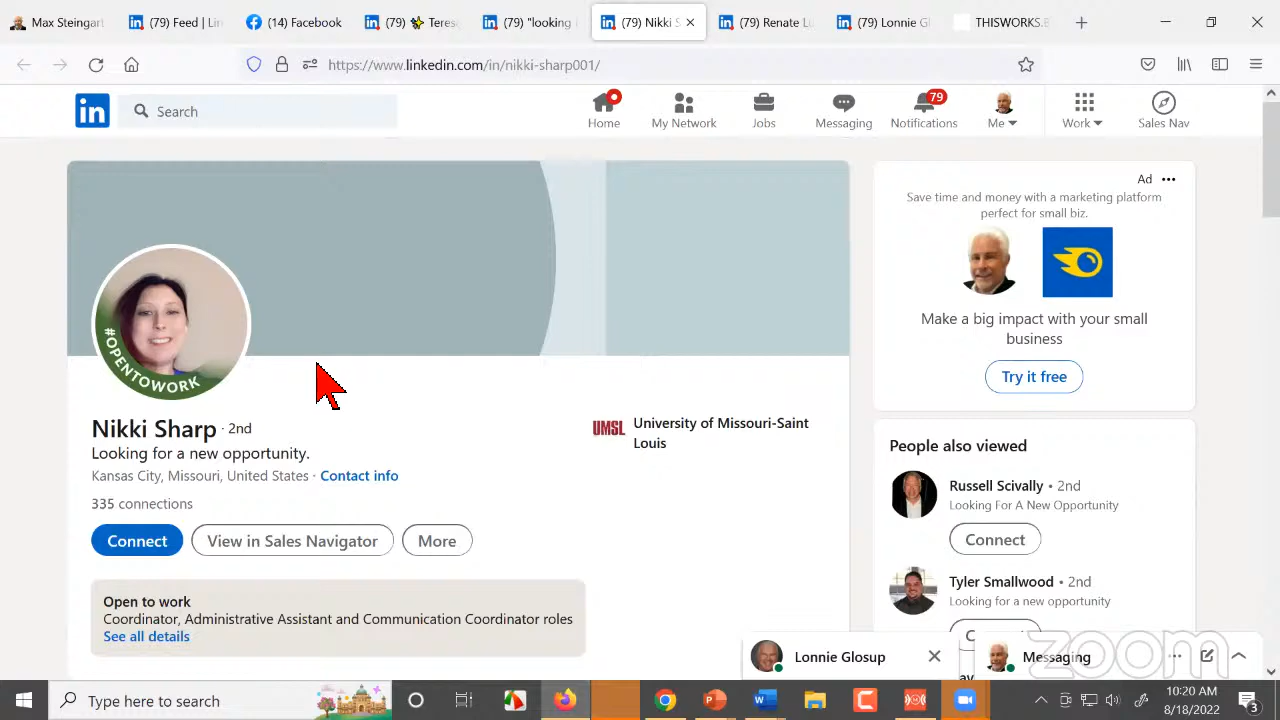 Max Steingart
(79) Feed | Lin
(14) Facebook
(79) Teres
(79) "looking
(79) Nikki S
(79) Renate Lu
(79) Lonnie Gl
THISWORKS.B
https://www.linkedin.com/in/nikki-sharp001/
in
Search
Home
My Network
Jobs
Messaging
79
Notifications
Me
Work
Sales Nav
#OPENTOWORK
Nikki Sharp · 2nd
Looking for a new opportunity.
Kansas City, Missouri, United States · Contact info
335 connections
Connect
View in Sales Navigator
More
UMSL
University of Missouri-Saint
Louis
Open to work
Coordinator, Administrative Assistant and Communication Coordinator roles
See all details
Ad
Save time and money with a marketing platform
perfect for small biz.
Make a big impact with your small
business
Try it free
People also viewed
Russell Scivally • 2nd
Looking For A New Opportunity
Connect
Tyler Smallwood • 2nd
Looking for a new opportunity
Lonnie Glosup
Messaging
zoom
Type here to search
10:20 AM
8/18/2022
3